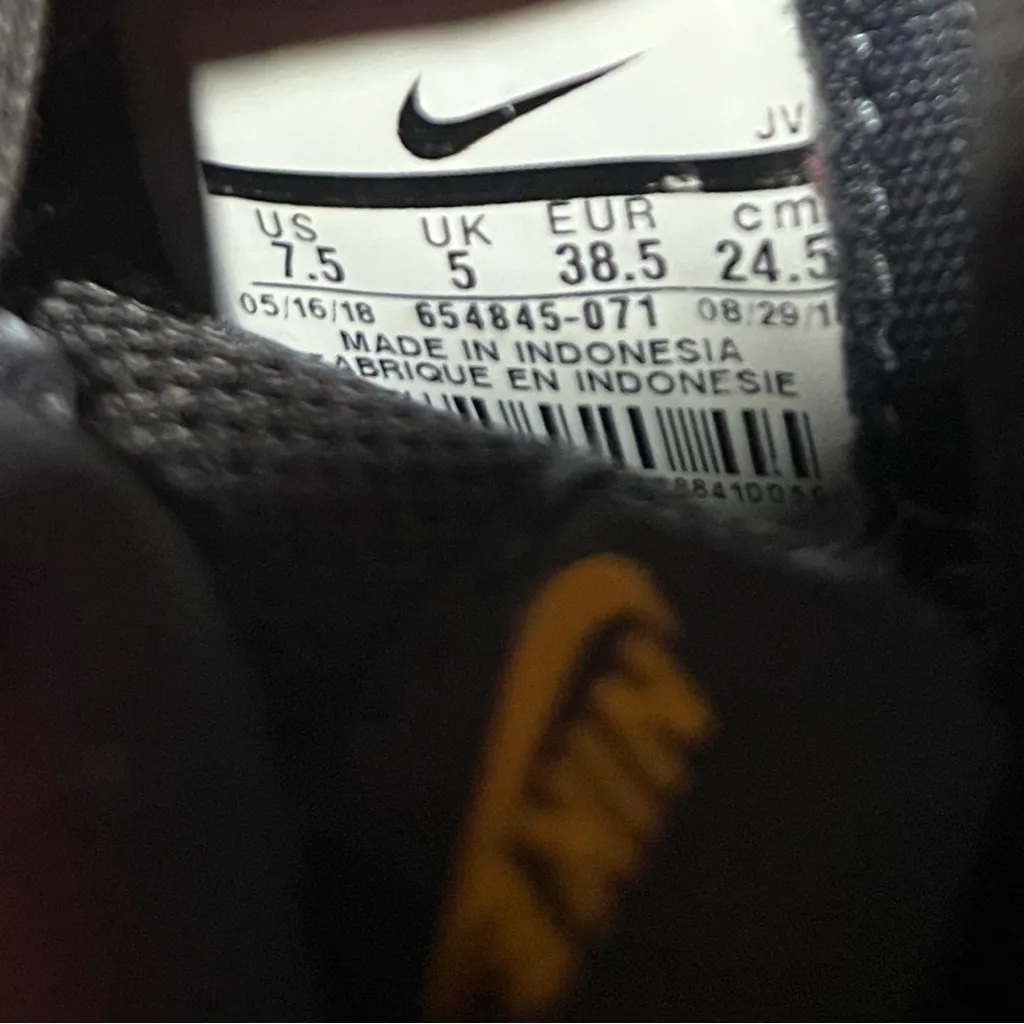 JV
US UK EUR cm
7.5 5 38.5 24.5
05/16/18 654845-071 08/29/1
MADE IN INDONESIA
FABRIQUE EN INDONESIE